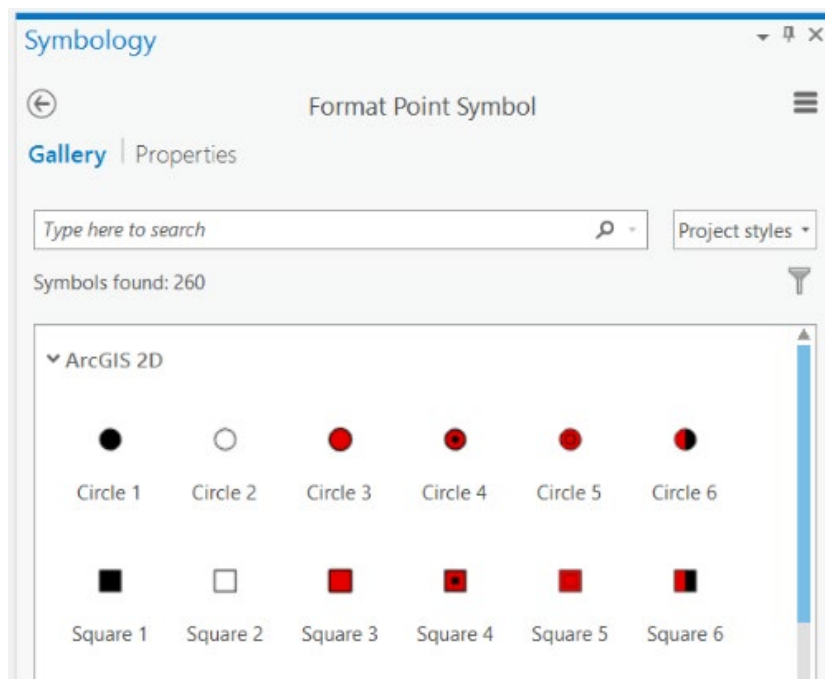 Symbology
Format Point Symbol
Gallery | Properties
Type here to search
Project styles
Symbols found: 260
ArcGIS 2D
Circle 1 Circle 2 Circle 3 Circle 4 Circle 5 Circle 6
Square 1 Square 2 Square 3 Square 4 Square 5 Square 6